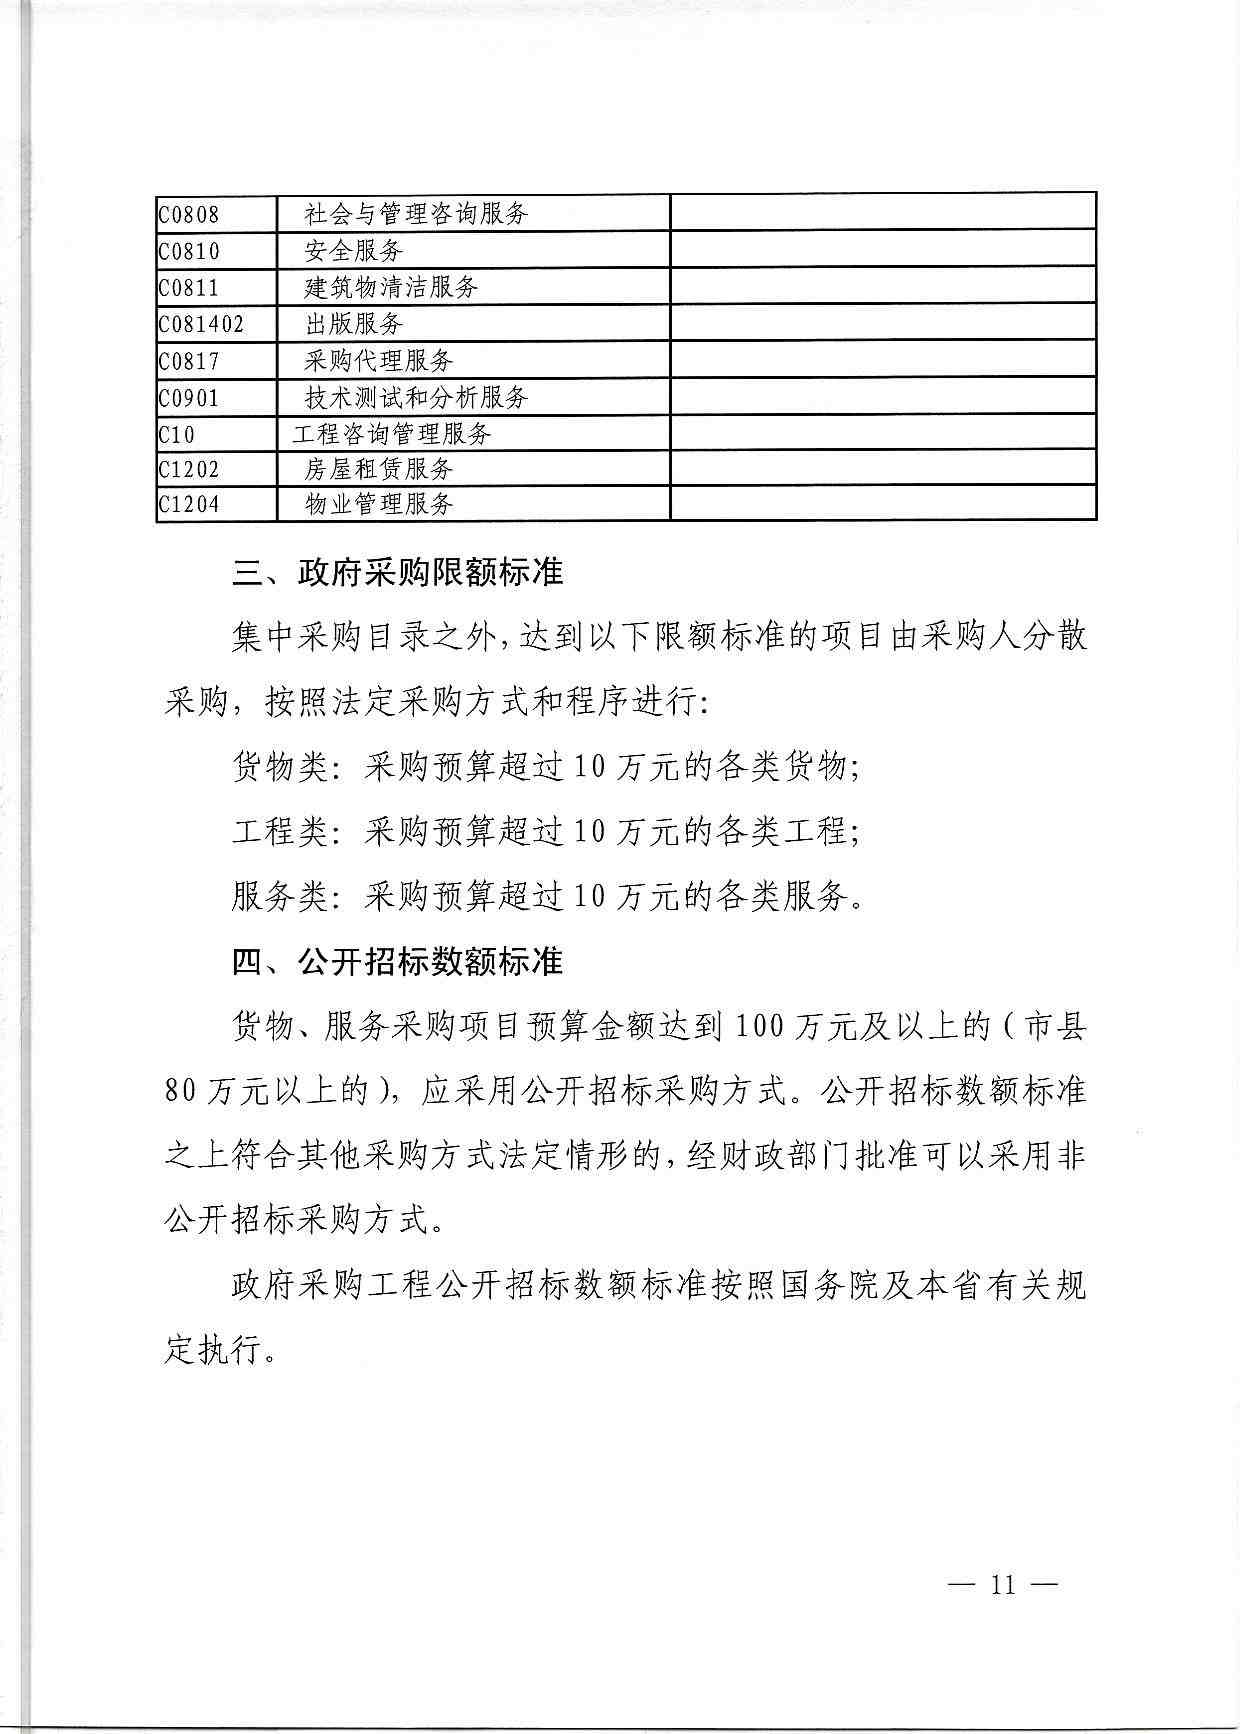 C0808 社会与管理咨询服务
C0810 安全服务
C0811 建筑物清洁服务
C081402 出版服务
C0817 采购代理服务
C0901 技术测试和分析服务
C10 工程咨询管理服务
C1202 房屋租赁服务
C1204 物业管理服务
三、政府采购限额标准
集中采购目录之外，达到以下限额标准的项目由采购人分散
采购，按照法定采购方式和程序进行：
货物类：采购预算超过 10 万元的各类货物；
工程类：采购预算超过 10 万元的各类工程；
服务类：采购预算超过 10 万元的各类服务。
四、公开招标数额标准
货物、服务采购项目预算金额达到 100 万元及以上的（市县
80 万元以上的），应采用公开招标采购方式。公开招标数额标准
之上符合其他采购方式法定情形的，经财政部门批准可以采用非
公开招标采购方式。
政府采购工程公开招标数额标准按照国务院及本省有关规
定执行。
— 11 —